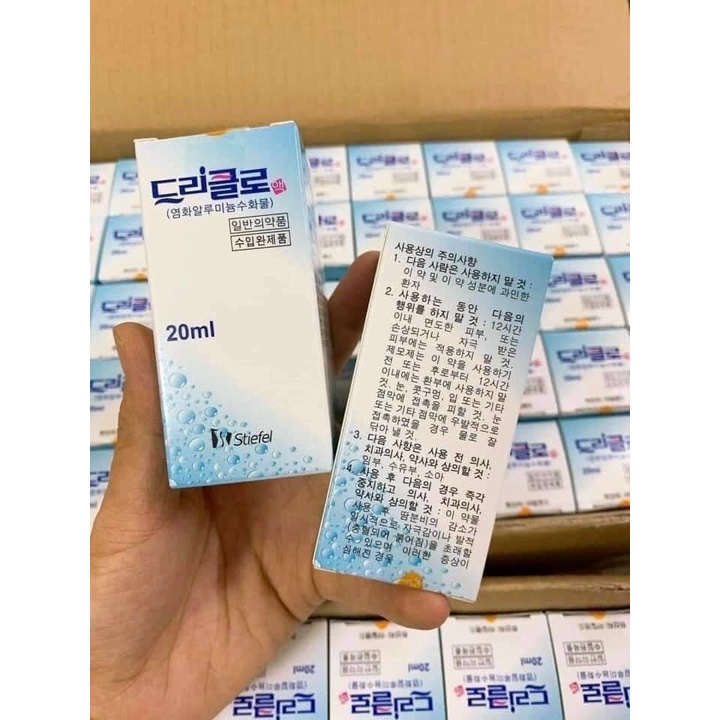 드리클로액
(염화알루미늄수화물)
일반의약품
수입완제품
20ml
Stiefel
사용상의 주의사항
1. 다음 사람은 사용하지 말 것 :
이 약 및 이 약 성분에 과민한
환자
2. 사용하는 동안 다음의
행위를 하지 말 것 : 12시간
이내 면도한 피부, 또는
손상되거나 자극 받은
피부에는 적용하지 말 것.
제모제는 이 약을 사용하기
전 또는 후로부터 12시간
이내에는 환부에 사용하지 말
것. 눈, 콧구멍, 입 또는 기타
점막에 접촉을 피할 것. 눈
또는 기타 점막에 우발적으로
접촉하였을 경우 물로 잘
닦아 낼 것.
3. 다음 사항은 사용 전 의사,
치과의사, 약사와 상의할 것 :
임부, 수유부, 소아
4. 사용 후 다음의 경우 즉각
중지하고 의사, 치과의사,
약사와 상의할 것 : 이 약물
사용 후 땀분비의 감소가
일시적으로 자극감이나 발적
(충혈되어 붉어짐)을 초래할
수 있으며 이러한 증상이
심해진 경우